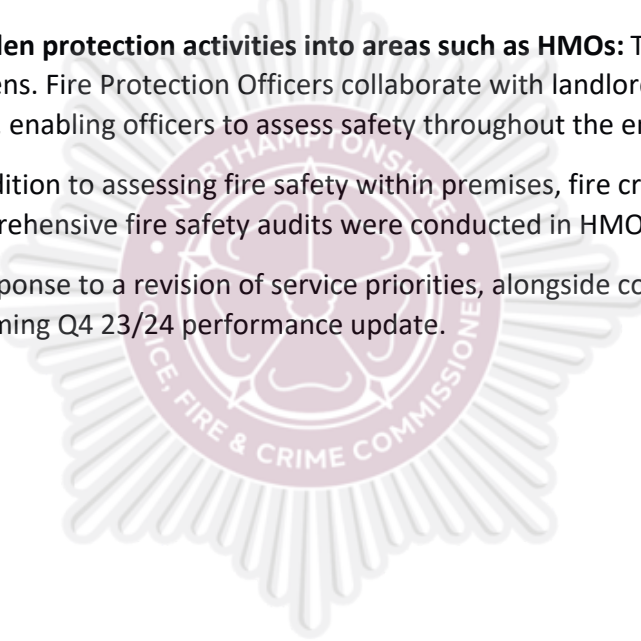 den protection activities into areas such as HMOs: T
ens. Fire Protection Officers collaborate with landlor
enabling officers to assess safety throughout the e
dition to assessing fire safety within premises, fire cr
prehensive fire safety audits were conducted in HMO
ponse to a revision of service priorities, alongside co
ming Q4 23/24 performance update.
NORTHAMPTONSHIRE
POLICE, FIRE & CRIME COMMISSIONER